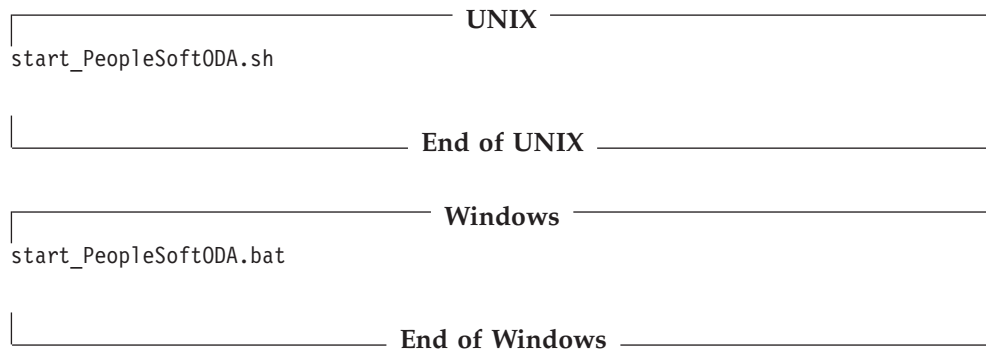 UNIX
start_PeopleSoftODA.sh
End of UNIX
Windows
start_PeopleSoftODA.bat
End of Windows